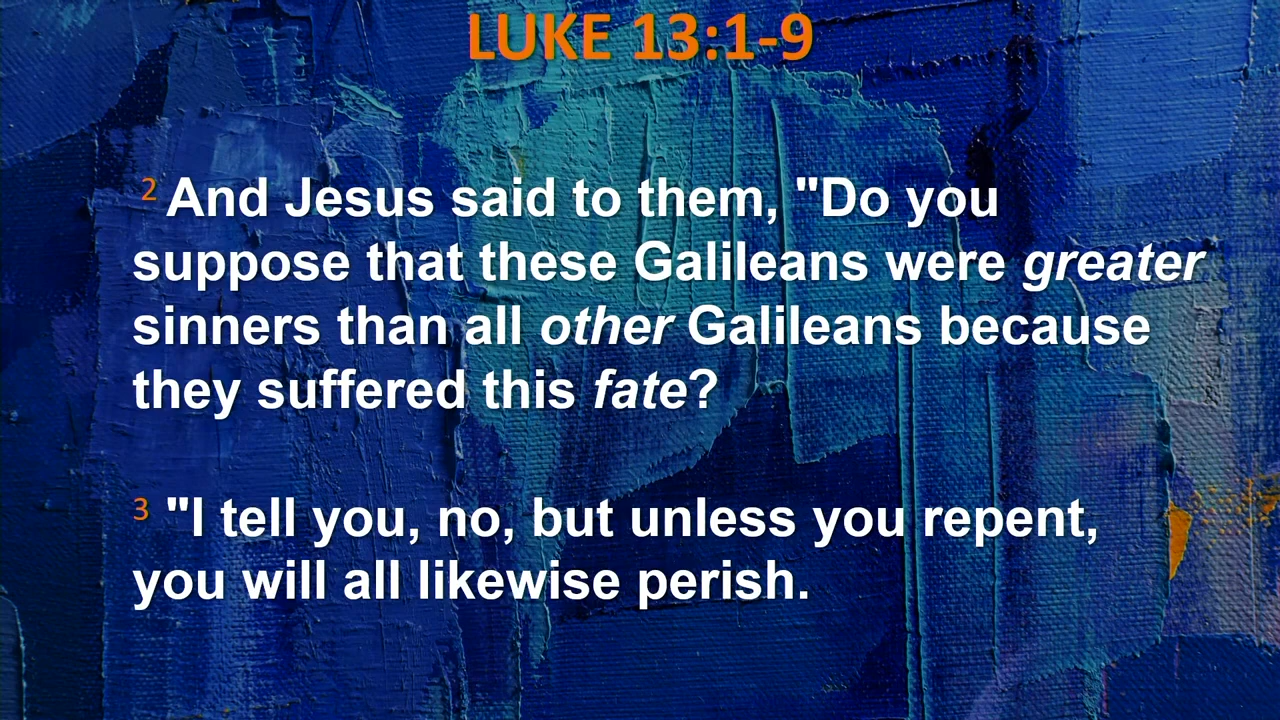 LUKE 13:1-9
2 And Jesus said to them, "Do you
suppose that these Galileans were greater
sinners than all other Galileans because
they suffered this fate?
3 "I tell you, no, but unless you repent,
you will all likewise perish.